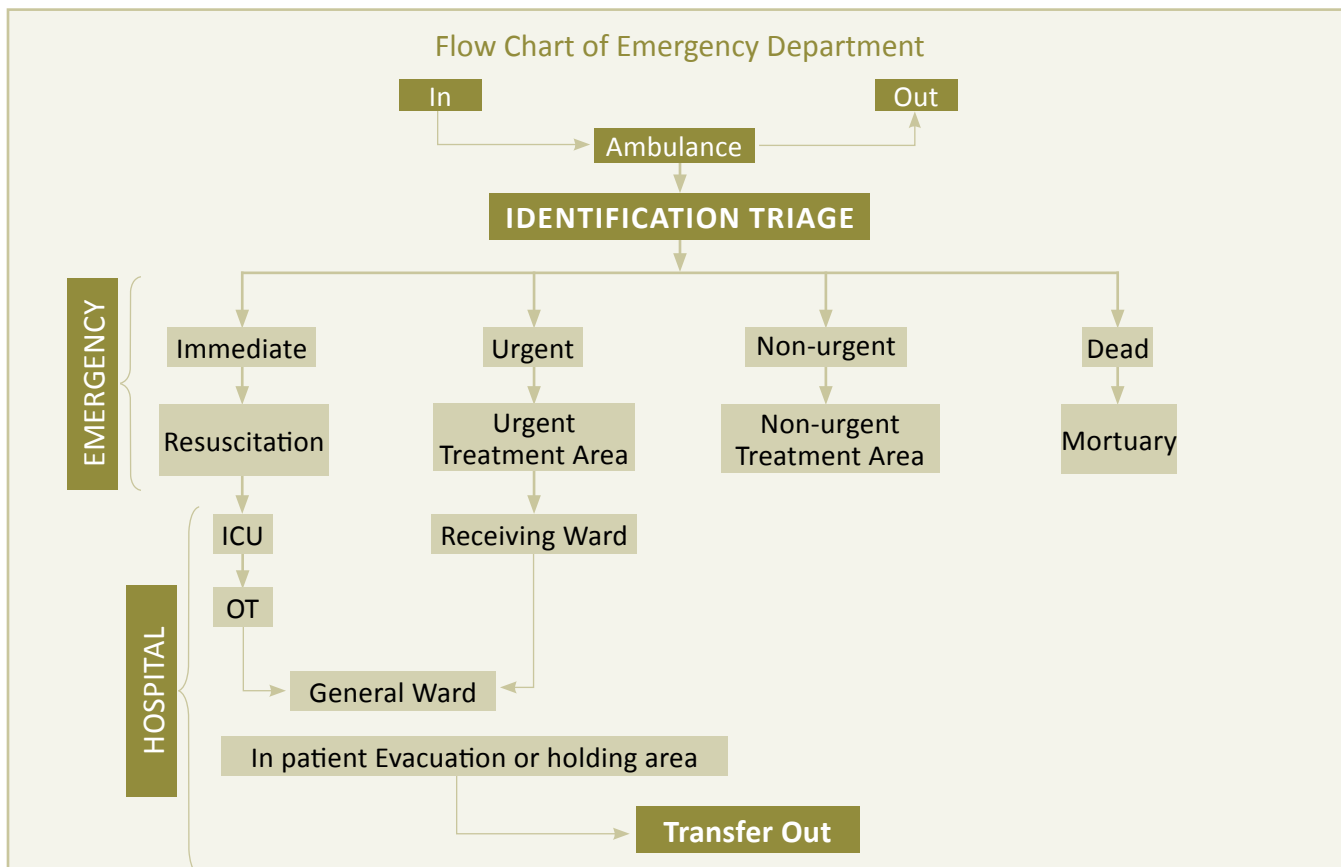 Flow Chart of Emergency Department
In
Out
Ambulance
IDENTIFICATION TRIAGE
EMERGENCY
Immediate
Urgent
Non-urgent
Dead
Resuscitation
Urgent
Treatment Area
Non-urgent
Treatment Area
Mortuary
HOSPITAL
ICU
Receiving Ward
OT
General Ward
In patient Evacuation or holding area
Transfer Out